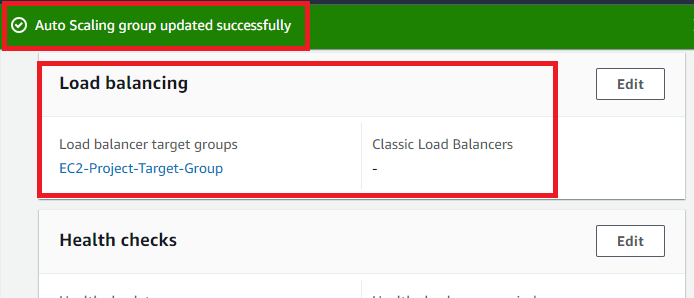 Auto Scaling group updated successfully
Load balancing
Edit
Load balancer target groups
Classic Load Balancers
EC2-Project-Target-Group
-
Health checks
Edit